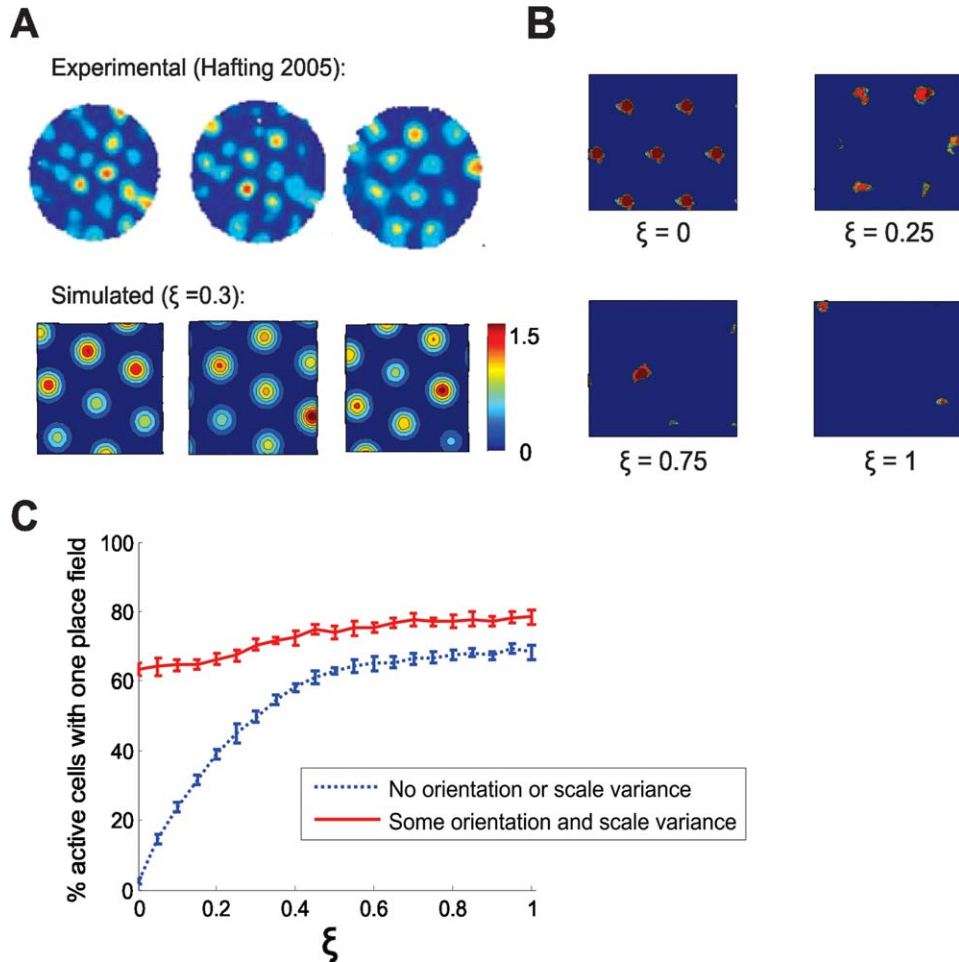 A
Experimental (Hafting 2005):
Simulated (ξ =0.3):
1.5
0
B
ξ = 0
ξ = 0.25
ξ = 0.75
ξ = 1
C
% active cells with one place field
100
80
60
40
20
0
0
0.2
0.4
0.6
0.8
1
ξ
No orientation or scale variance
Some orientation and scale variance